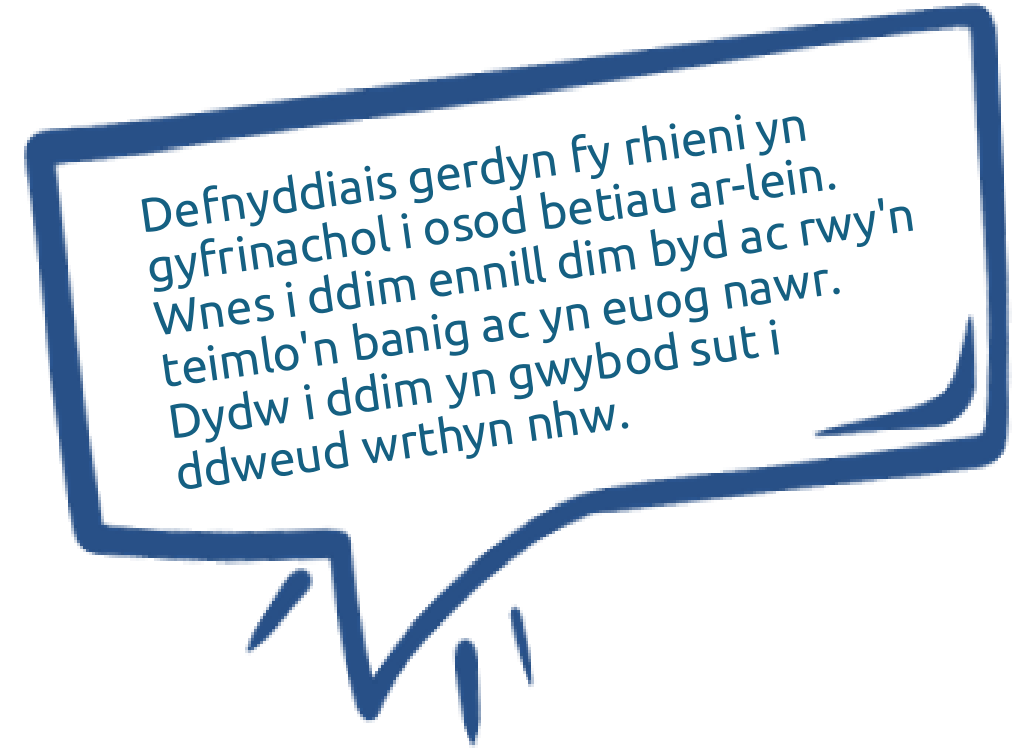 Defnyddiais gerdyn fy rhieni yn
gyfrinachol i osod betiau ar-lein.
Wnes i ddim ennill dim byd ac rwy'n
teimlo'n banig ac yn euog nawr.
Dydw i ddim yn gwybod sut i
ddweud wrthyn nhw.